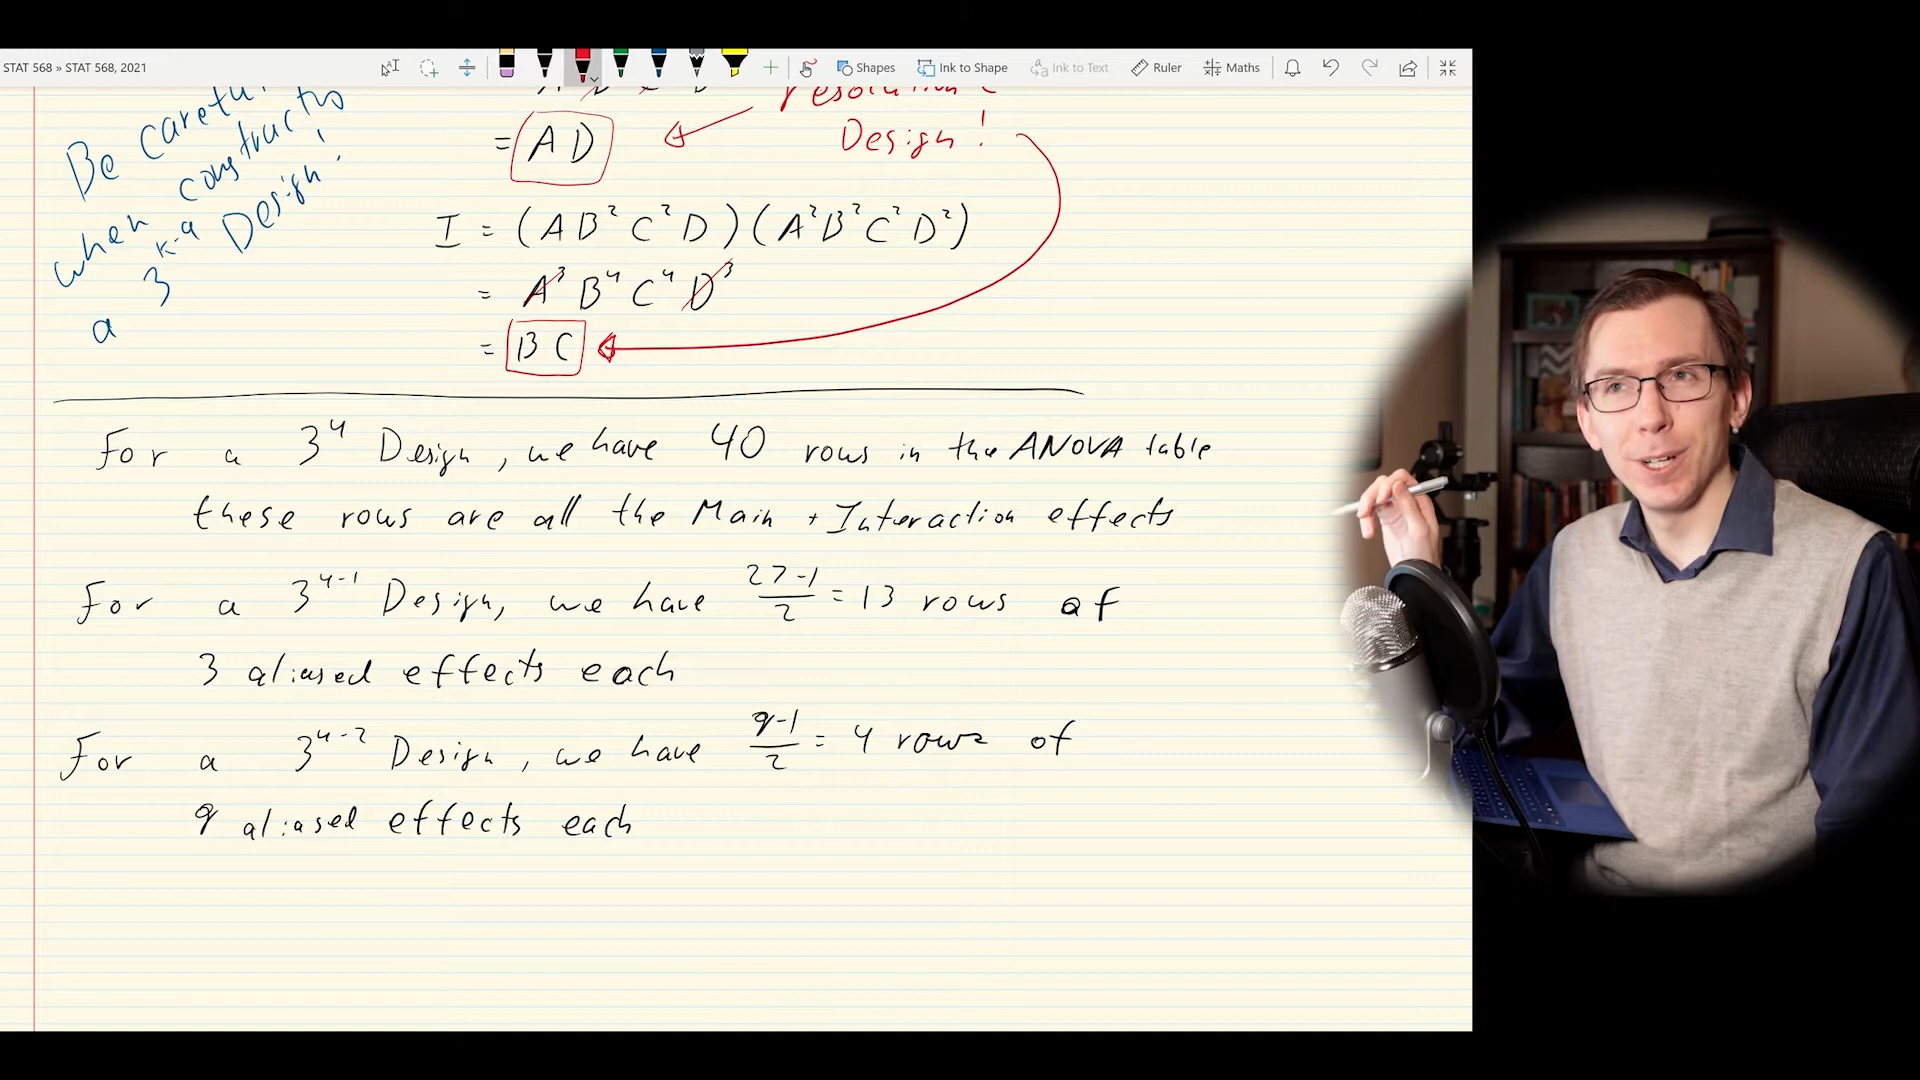 STAT 568 » STAT 568, 2021
Shapes
Ink to Shape
Ink to Text
Ruler
Maths
Be careful
when constructing
a 3^{k-q} Design!
= AD
resolution 2
Design!
I = (AB²C²D)(A²B²C²D²)
= A³B⁴C⁴D³
= BC
For a 3⁴ Design, we have 40 rows in the ANOVA table
these rows are all the Main + Interaction effects
For a 3^{4-1} Design, we have (27-1)/2 = 13 rows of
3 aliased effects each
For a 3^{4-2} Design, we have (9-1)/2 = 4 rows of
9 aliased effects each